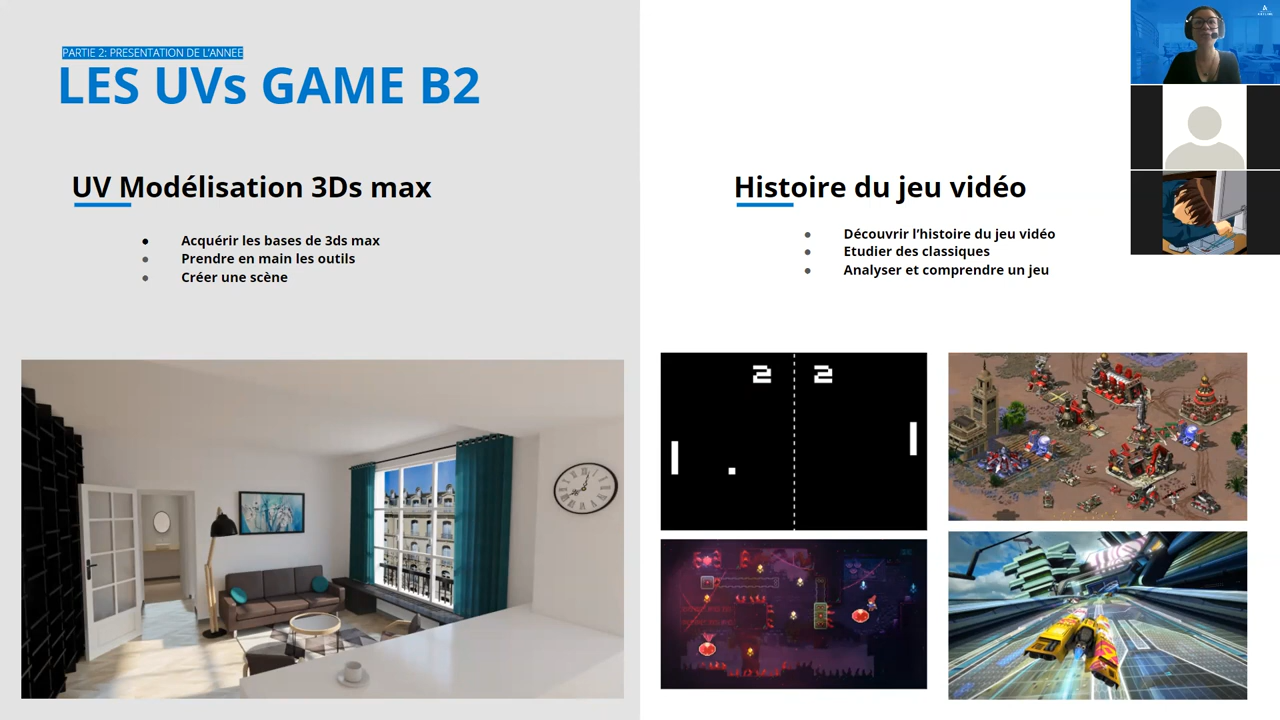 PARTIE 2: PRESENTATION DE L'ANNEE
LES UVs GAME B2
UV Modélisation 3Ds max
● Acquérir les bases de 3ds max
● Prendre en main les outils
● Créer une scène
Histoire du jeu vidéo
● Découvrir l’histoire du jeu vidéo
● Etudier des classiques
● Analyser et comprendre un jeu
2 2